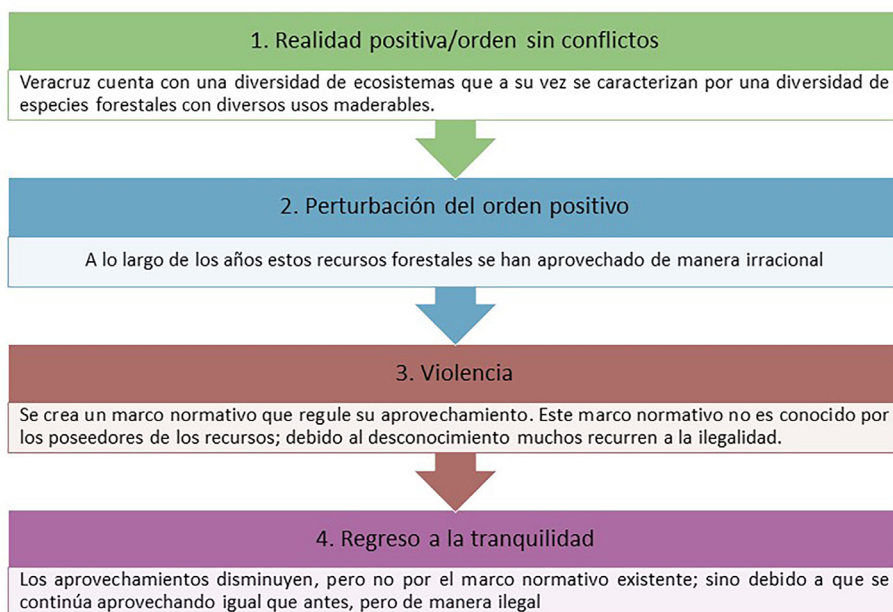 1. Realidad positiva/orden sin conflictos
Veracruz cuenta con una diversidad de ecosistemas que a su vez se caracterizan por una diversidad de
especies forestales con diversos usos maderables.
2. Perturbación del orden positivo
A lo largo de los años estos recursos forestales se han aprovechado de manera irracional
3. Violencia
Se crea un marco normativo que regule su aprovechamiento. Este marco normativo no es conocido por
los poseedores de los recursos; debido al desconocimiento muchos recurren a la ilegalidad.
4. Regreso a la tranquilidad
Los aprovechamientos disminuyen, pero no por el marco normativo existente; sino debido a que se
continúa aprovechando igual que antes, pero de manera ilegal